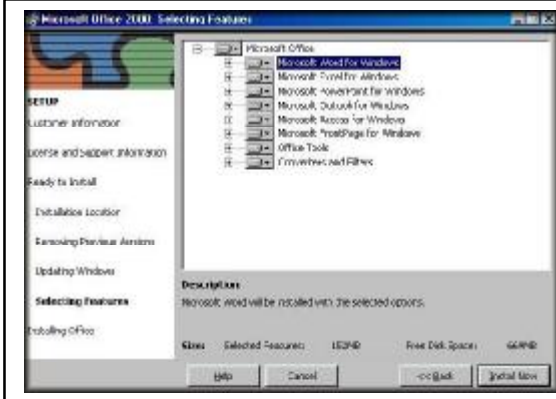 Microsoft Office 2000: Selecting Features
Microsoft Office
Microsoft Word for Windows
Microsoft Excel for Windows
Microsoft PowerPoint for Windows
Microsoft Outlook for Windows
Microsoft Access for Windows
Microsoft FrontPage for Windows
Office Tools
Converters and Filters
SETUP
Customer Information
License and Support Information
Ready to Install
Installation Location
Removing Previous Versions
Updating Windows
Selecting Features
Installing Office
Description:
Microsoft Word will be installed with the selected options.
Size: Selected Features: Free Disk Space:
Help Cancel << Back Install Now